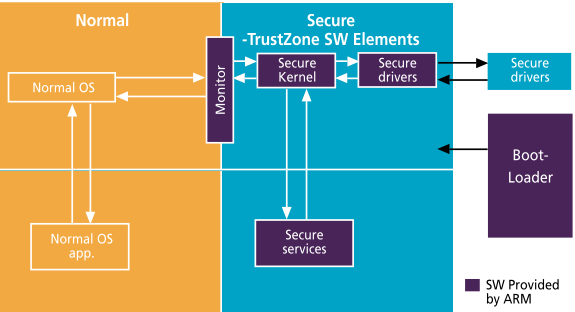 Normal
Secure
-TrustZone SW Elements
Normal OS
Monitor
Secure
Kernel
Secure
drivers
Secure
drivers
Boot-
Loader
Normal OS
app.
Secure
services
SW Provided
by ARM